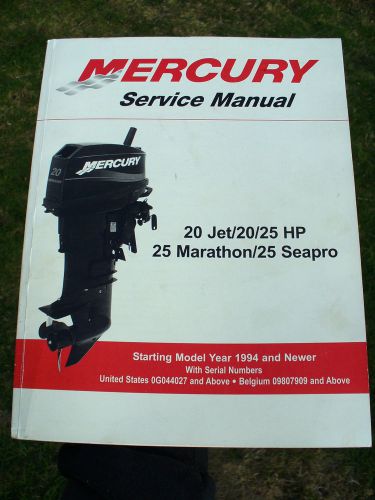 MERCURY
Service Manual
MERCURY
20
20 Jet/20/25 HP
25 Marathon/25 Seapro
Starting Model Year 1994 and Newer
With Serial Numbers
United States 0G044027 and Above • Belgium 09807909 and Above